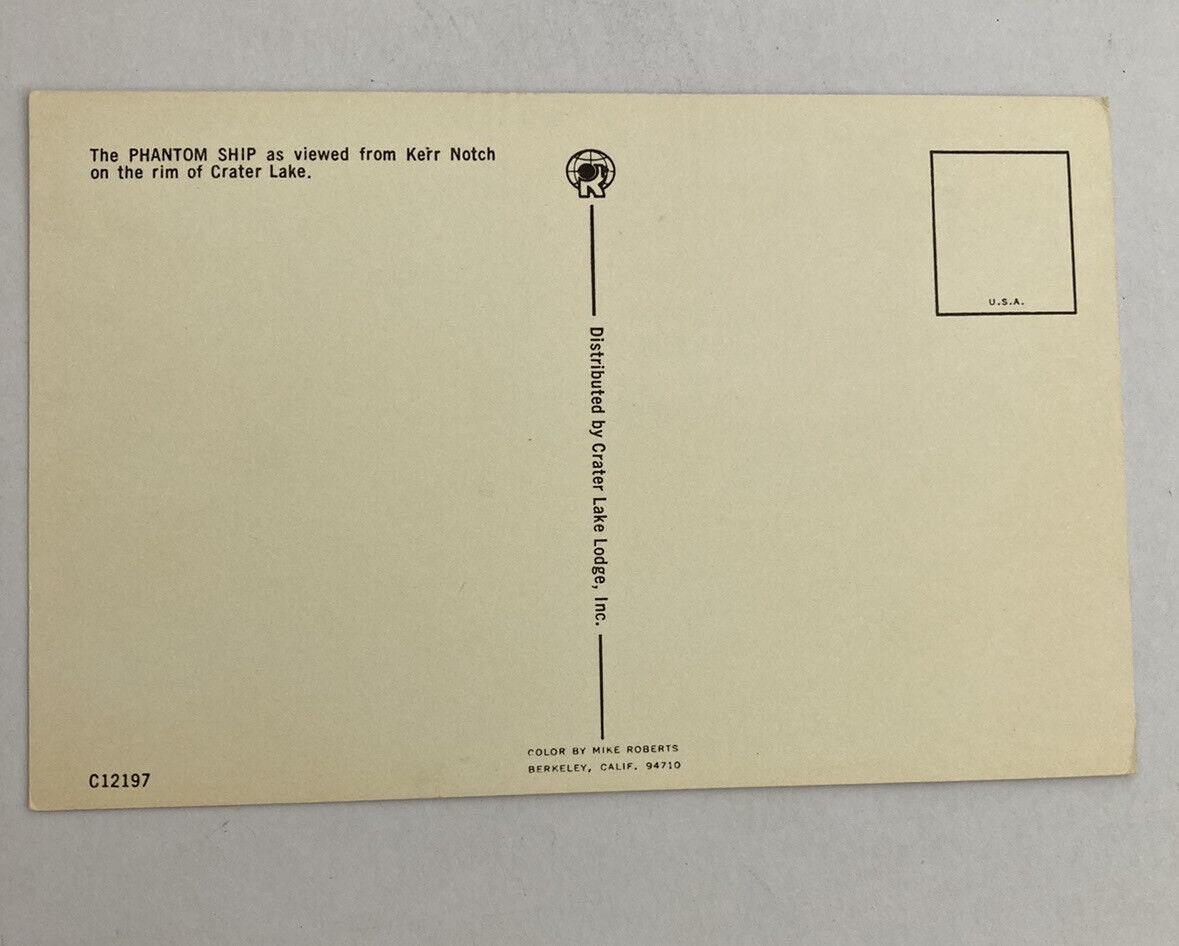 The PHANTOM SHIP as viewed from Kerr Notch
on the rim of Crater Lake.
U.S.A.
Distributed by Crater Lake Lodge, Inc.
COLOR BY MIKE ROBERTS
BERKELEY, CALIF. 94710
C12197